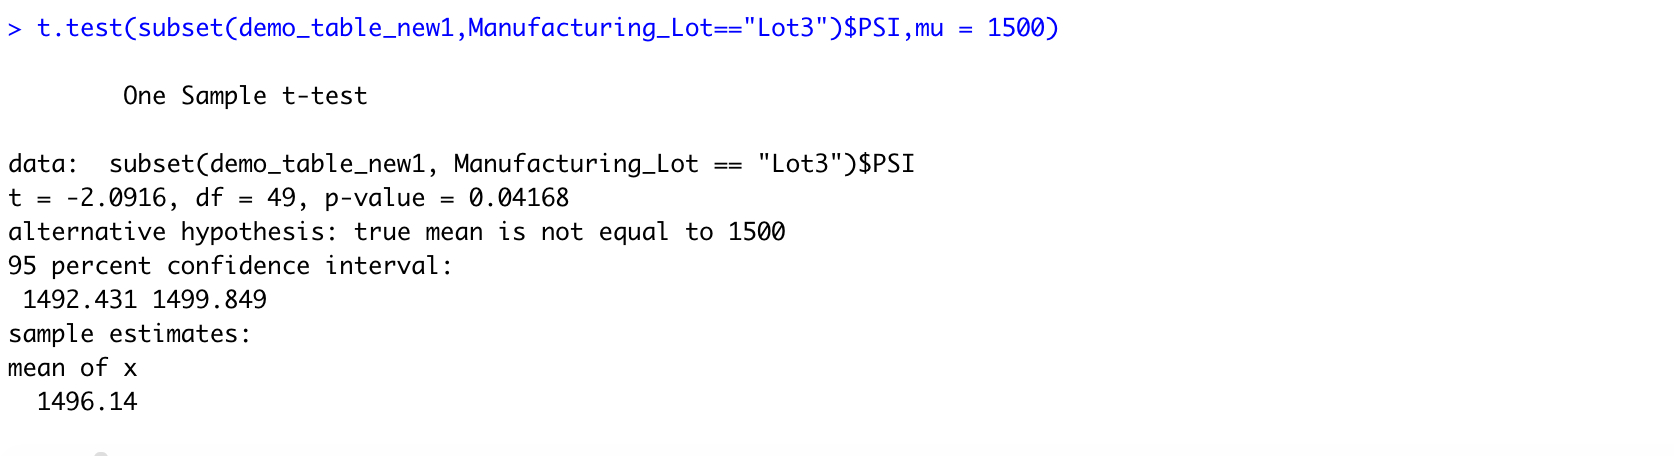 > t.test(subset(demo_table_new1,Manufacturing_Lot=="Lot3")$PSI,mu = 1500)
One Sample t-test
data:  subset(demo_table_new1, Manufacturing_Lot == "Lot3")$PSI
t = -2.0916, df = 49, p-value = 0.04168
alternative hypothesis: true mean is not equal to 1500
95 percent confidence interval:
 1492.431 1499.849
sample estimates:
mean of x
  1496.14